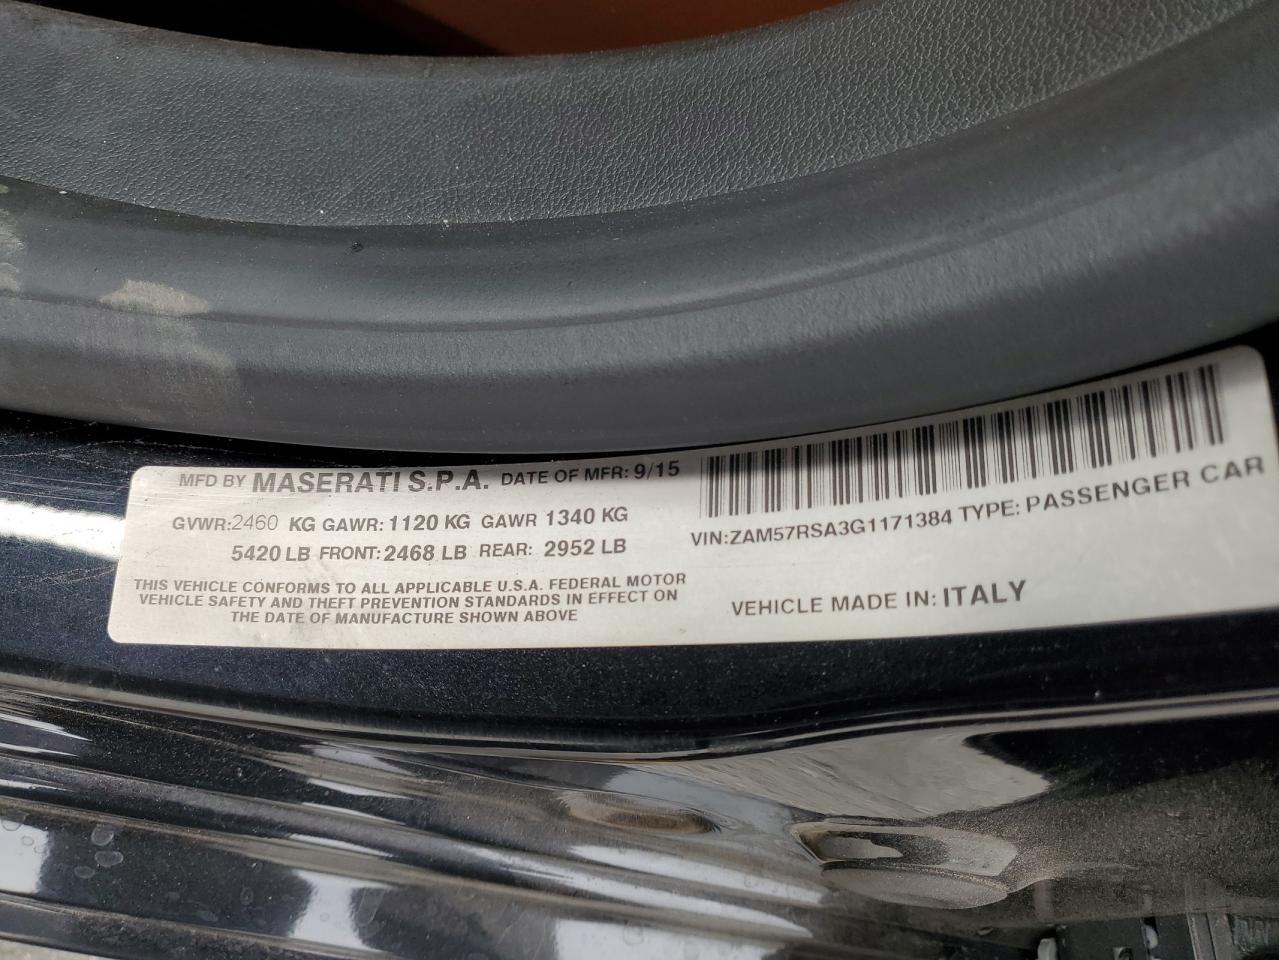 MFD BY MASERATI S.P.A. DATE OF MFR: 9/15
GVWR:2460 KG GAWR: 1120 KG GAWR 1340 KG
5420 LB FRONT: 2468 LB REAR: 2952 LB
THIS VEHICLE CONFORMS TO ALL APPLICABLE U.S.A. FEDERAL MOTOR
VEHICLE SAFETY AND THEFT PREVENTION STANDARDS IN EFFECT ON
THE DATE OF MANUFACTURE SHOWN ABOVE
VIN:ZAM57RSA3G1171384 TYPE: PASSENGER CAR
VEHICLE MADE IN: ITALY